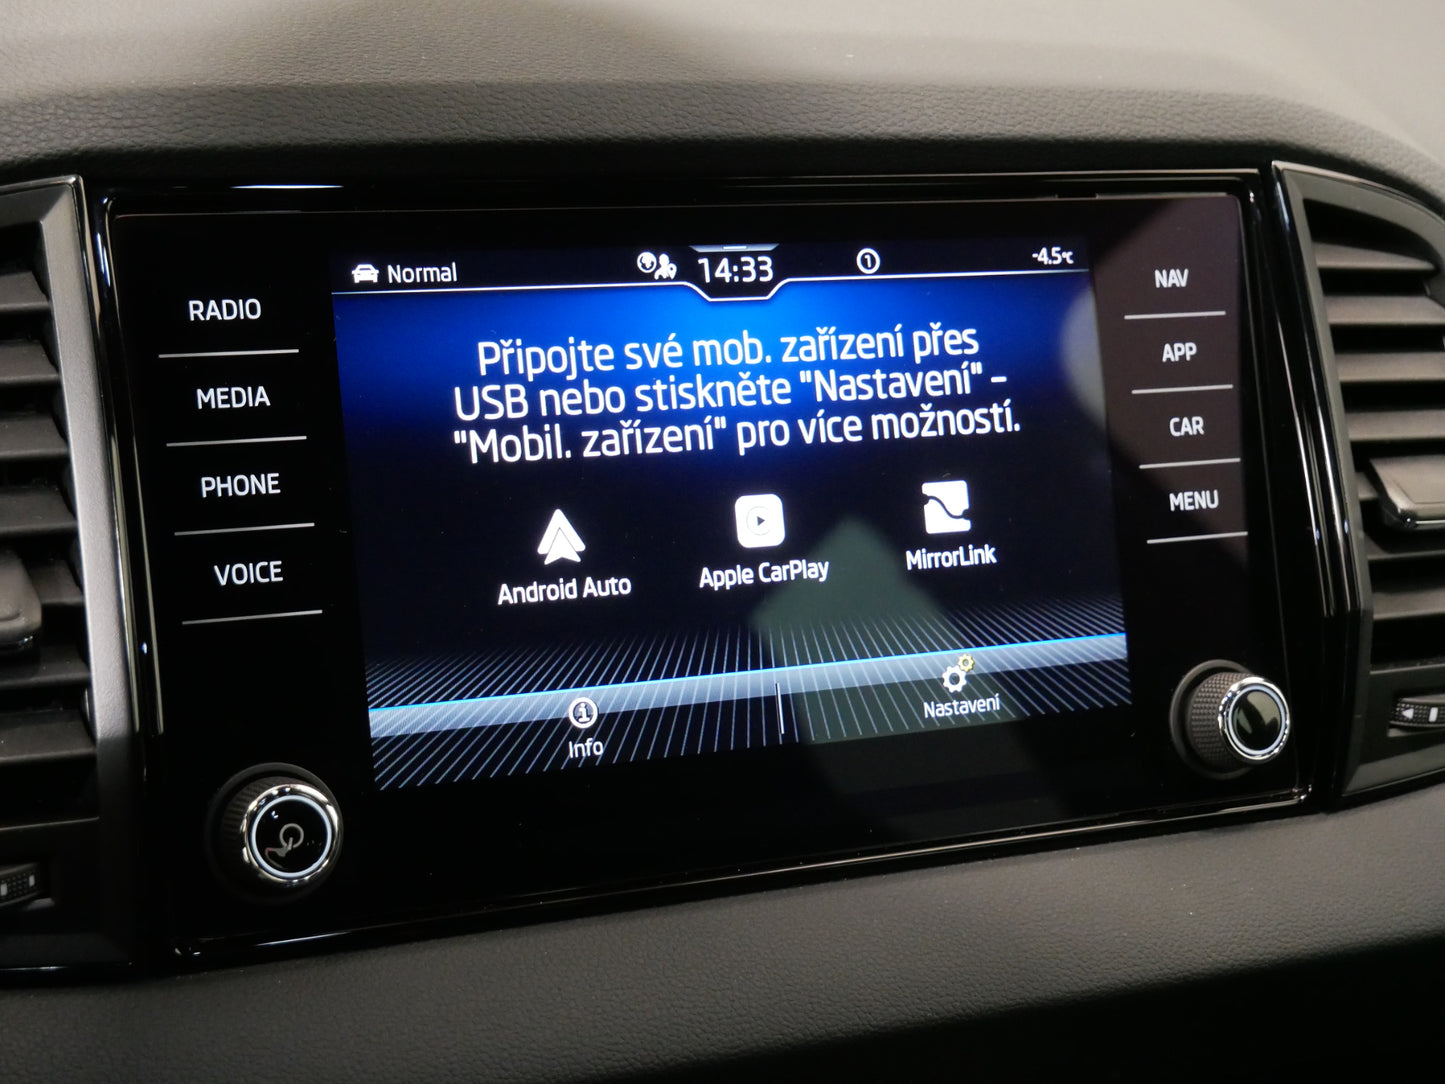 Normal
14:33
1
-4.5°C
RADIO
MEDIA
PHONE
VOICE
Připojte své mob. zařízení přes
USB nebo stiskněte "Nastavení" -
"Mobil. zařízení" pro více možností.
Android Auto
Apple CarPlay
MirrorLink
Info
Nastavení
NAV
APP
CAR
MENU